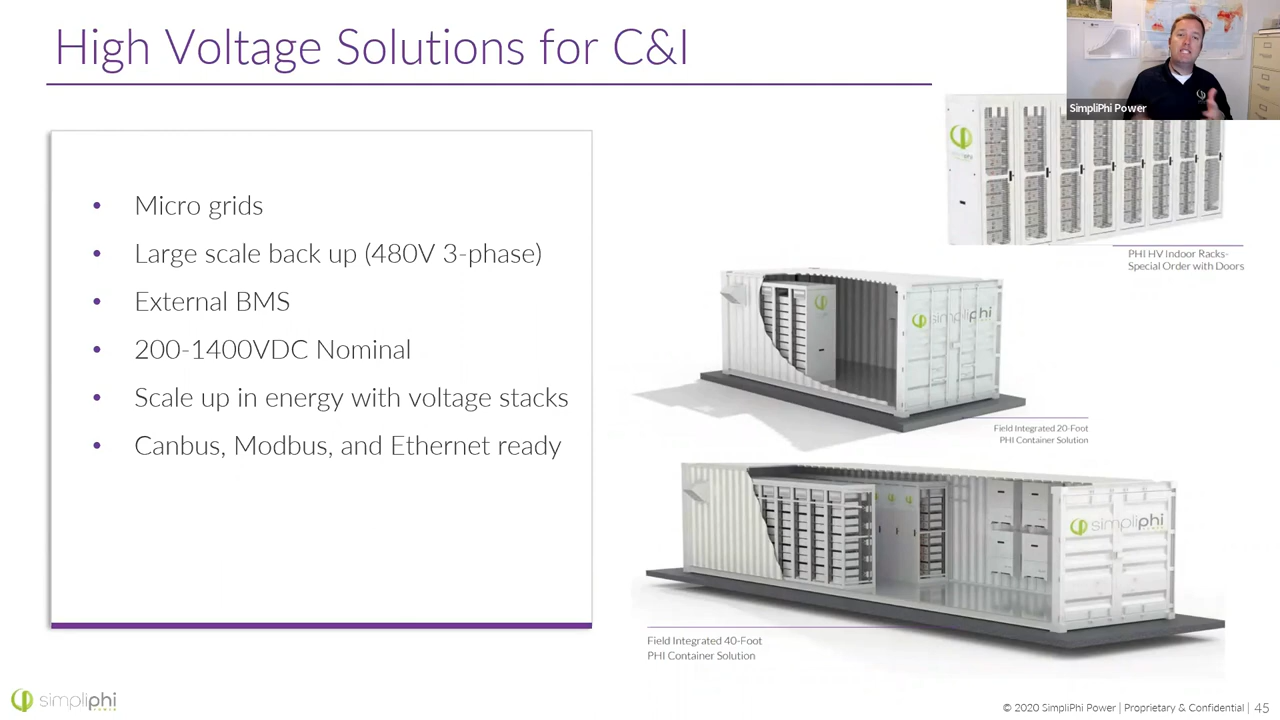 High Voltage Solutions for C&I
SimpliPhi Power
• Micro grids
• Large scale back up (480V 3-phase)
• External BMS
• 200-1400VDC Nominal
• Scale up in energy with voltage stacks
• Canbus, Modbus, and Ethernet ready
PHI HV Indoor Racks-
Special Order with Doors
simpliphi
Field Integrated 20-Foot
PHI Container Solution
simpliphi
POWER
Field Integrated 40-Foot
PHI Container Solution
simpliphi
POWER
© 2020 SimpliPhi Power | Proprietary & Confidential | 45